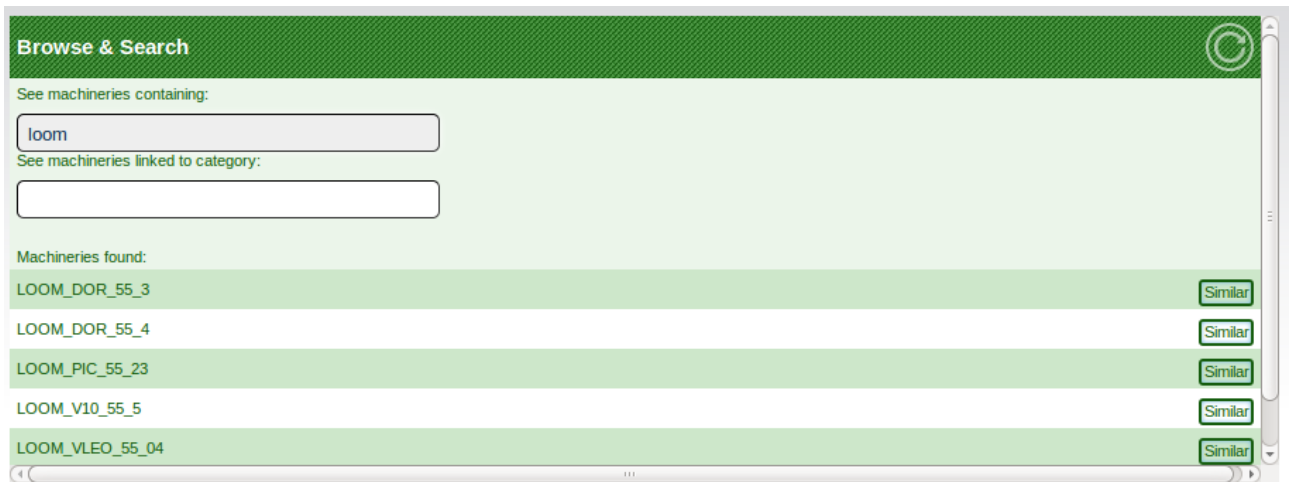 Browse & Search
See machineries containing:
loom
See machineries linked to category:
Machineries found:
LOOM_DOR_55_3 Similar
LOOM_DOR_55_4 Similar
LOOM_PIC_55_23 Similar
LOOM_V10_55_5 Similar
LOOM_VLEO_55_04 Similar